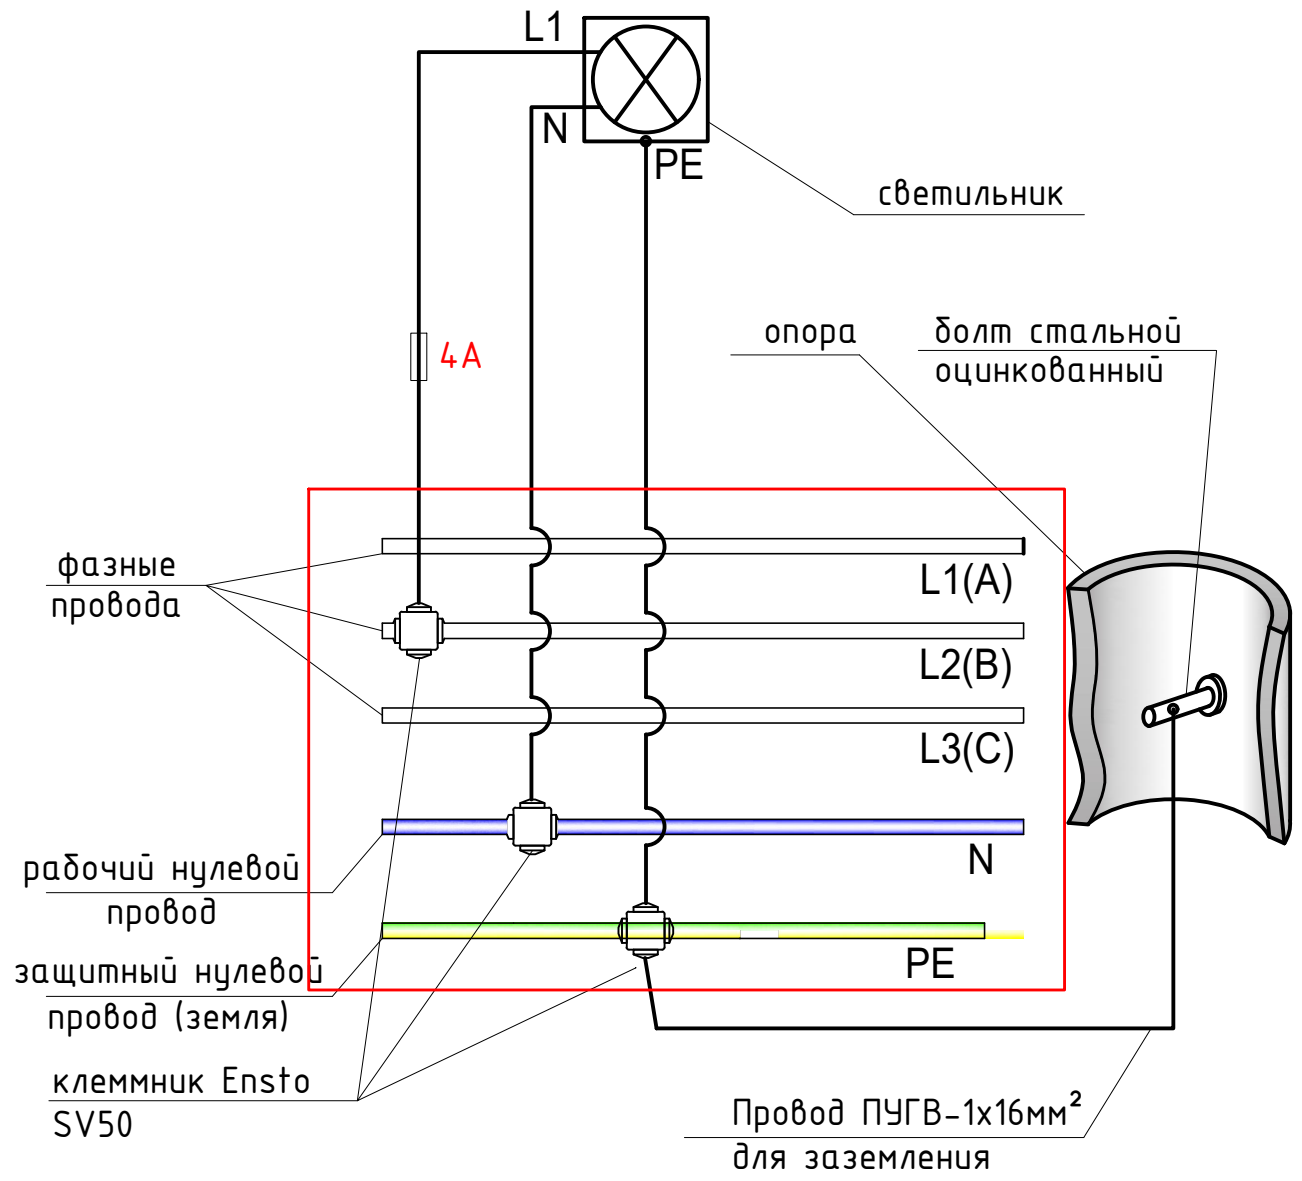 L1
N
PE
светильник
4А
опора
болт стальной
оцинкованный
фазные
провода
L1(A)
L2(B)
L3(C)
рабочий нулевой
провод
N
защитный нулевой
провод (земля)
PE
клеммник Ensto
SV50
Провод ПУГВ-1х16мм²
для заземления